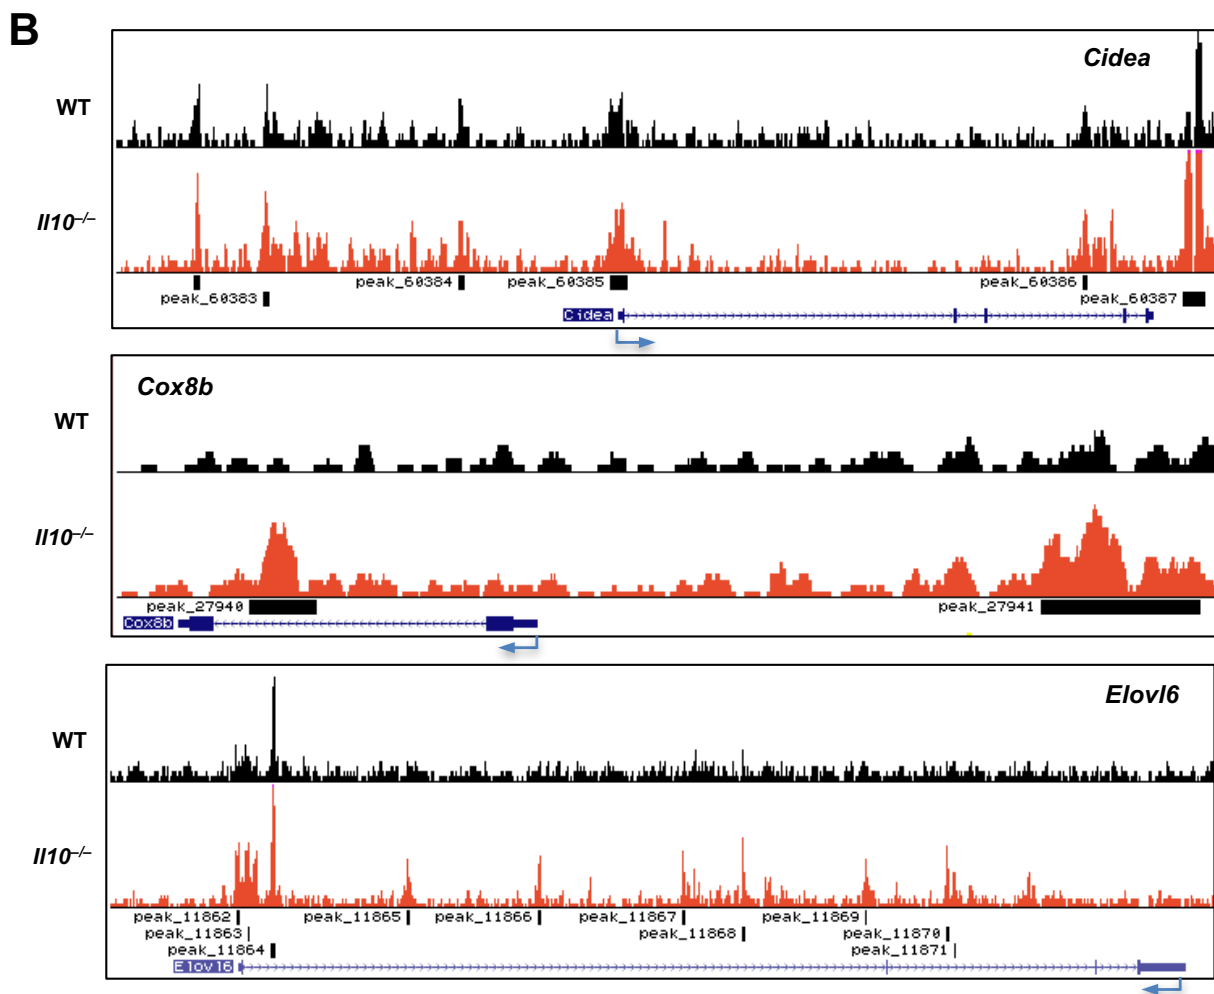 B
Cidea
WT
Il10–/–
peak_60384 peak_60385 peak_60386
peak_60383 peak_60387
Cidea
Cox8b
WT
Il10–/–
peak_27940 peak_27941
Cox8b
Elovl6
WT
Il10–/–
peak_11862 peak_11865 peak_11866 peak_11867 peak_11869
peak_11863 peak_11868 peak_11870
peak_11864 peak_11871
Elovl6